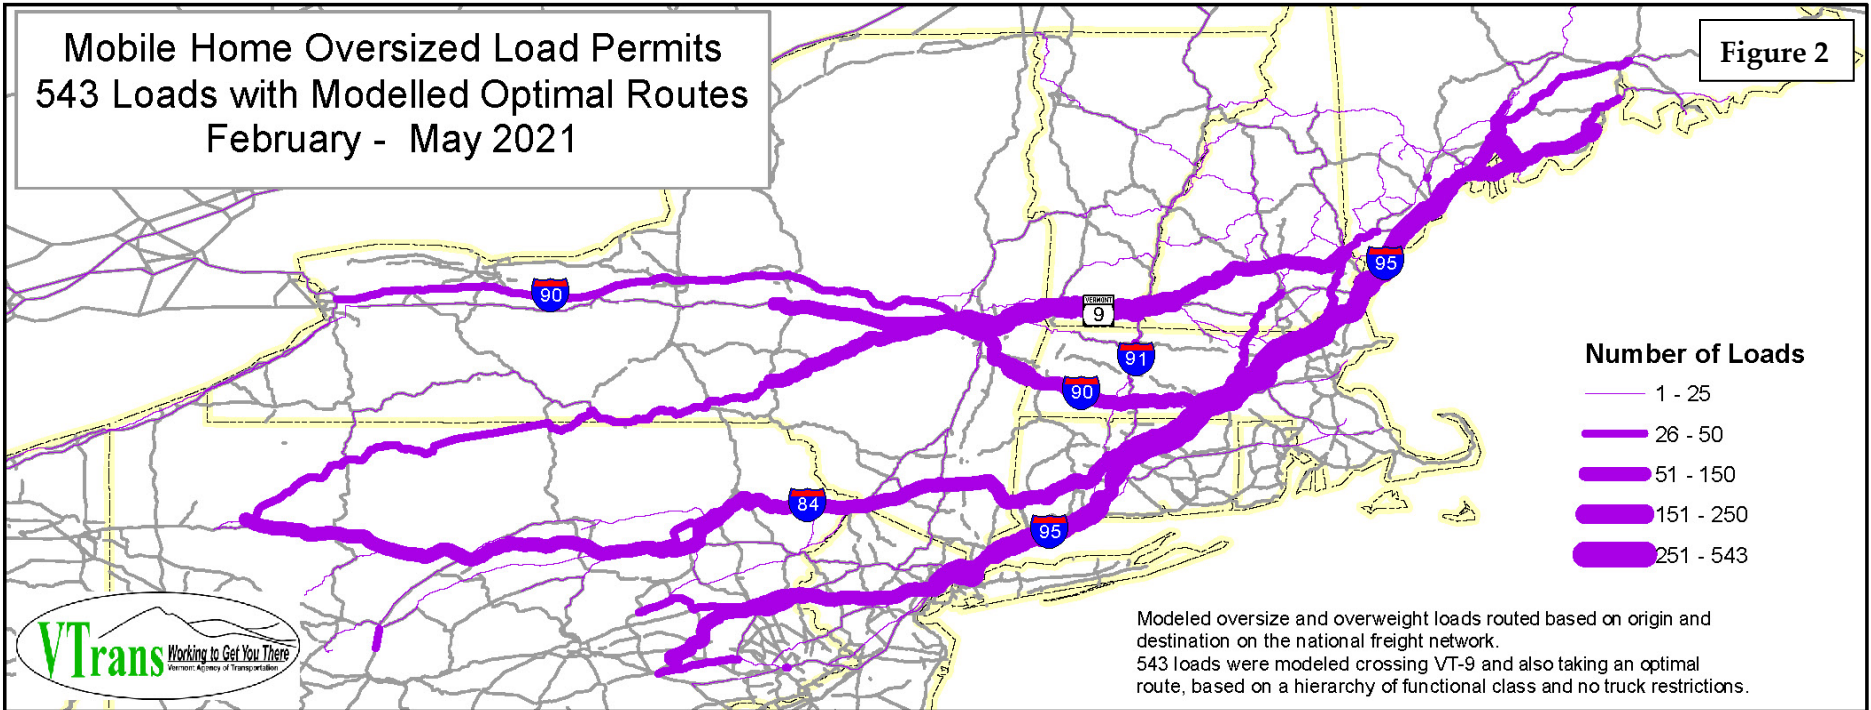 Mobile Home Oversized Load Permits
543 Loads with Modelled Optimal Routes
February - May 2021
Figure 2
90
VERMONT
9
95
91
90
84
95
Number of Loads
1 - 25
26 - 50
51 - 150
151 - 250
251 - 543
Modeled oversize and overweight loads routed based on origin and
destination on the national freight network.
543 loads were modeled crossing VT-9 and also taking an optimal
route, based on a hierarchy of functional class and no truck restrictions.
VTrans Working to Get You There
Vermont Agency of Transportation